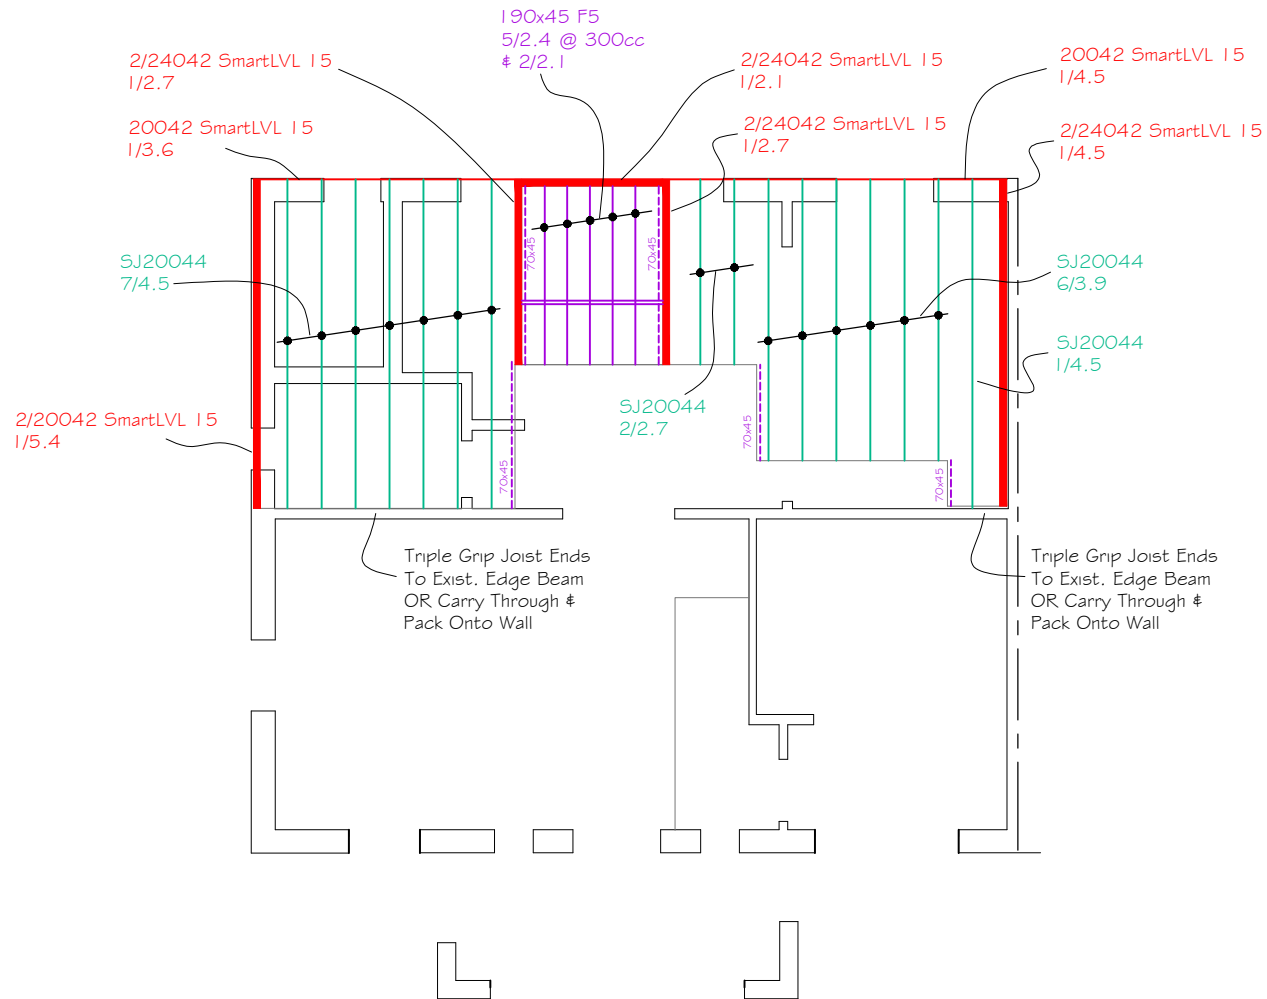 190x45 F5
5/2.4 @ 300cc
& 2/2.1
2/24042 SmartLVL 15
1/2.7
2/24042 SmartLVL 15
1/2.1
20042 SmartLVL 15
1/4.5
20042 SmartLVL 15
1/3.6
2/24042 SmartLVL 15
1/2.7
2/24042 SmartLVL 15
1/4.5
70x45
70x45
SJ20044
7/4.5
SJ20044
6/3.9
SJ20044
1/4.5
SJ20044
2/2.7
2/20042 SmartLVL 15
1/5.4
70x45
70x45
70x45
Triple Grip Joist Ends
To Exist. Edge Beam
OR Carry Through &
Pack Onto Wall
Triple Grip Joist Ends
To Exist. Edge Beam
OR Carry Through &
Pack Onto Wall